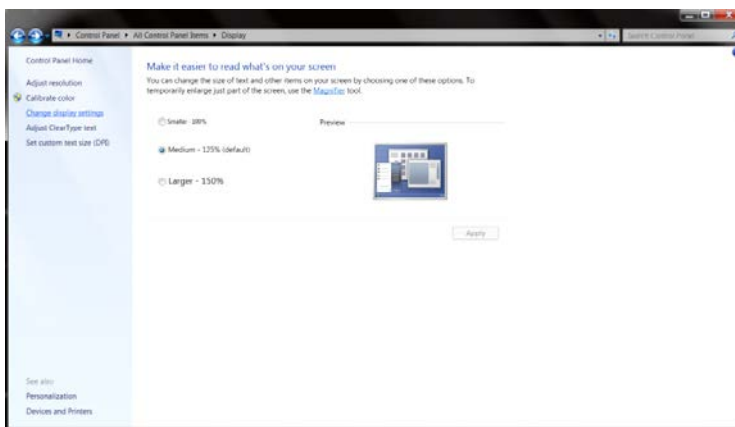 Control Panel ▸ All Control Panel Items ▸ Display
Search Control Panel
Control Panel Home
Adjust resolution
Calibrate color
Change display settings
Adjust ClearType text
Set custom text size (DPI)
Make it easier to read what's on your screen
You can change the size of text and other items on your screen by choosing one of these options. To
temporarily enlarge just part of the screen, use the Magnifier tool.
Smaller - 100%
Preview
Medium - 125% (default)
Larger - 150%
Apply
See also
Personalization
Devices and Printers